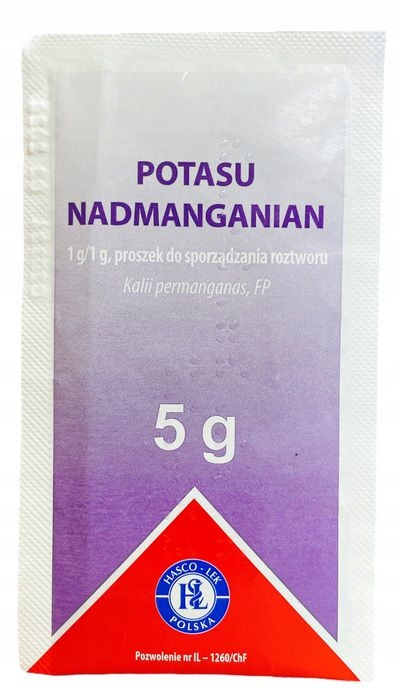 POTASU
NADMANGANIAN
1 g/1 g, proszek do sporządzania roztworu
Kalii permanganas, FP
5 g
HASCO - LEK
HSL
POLSKA
Pozwolenie nr IL – 1260/ChF